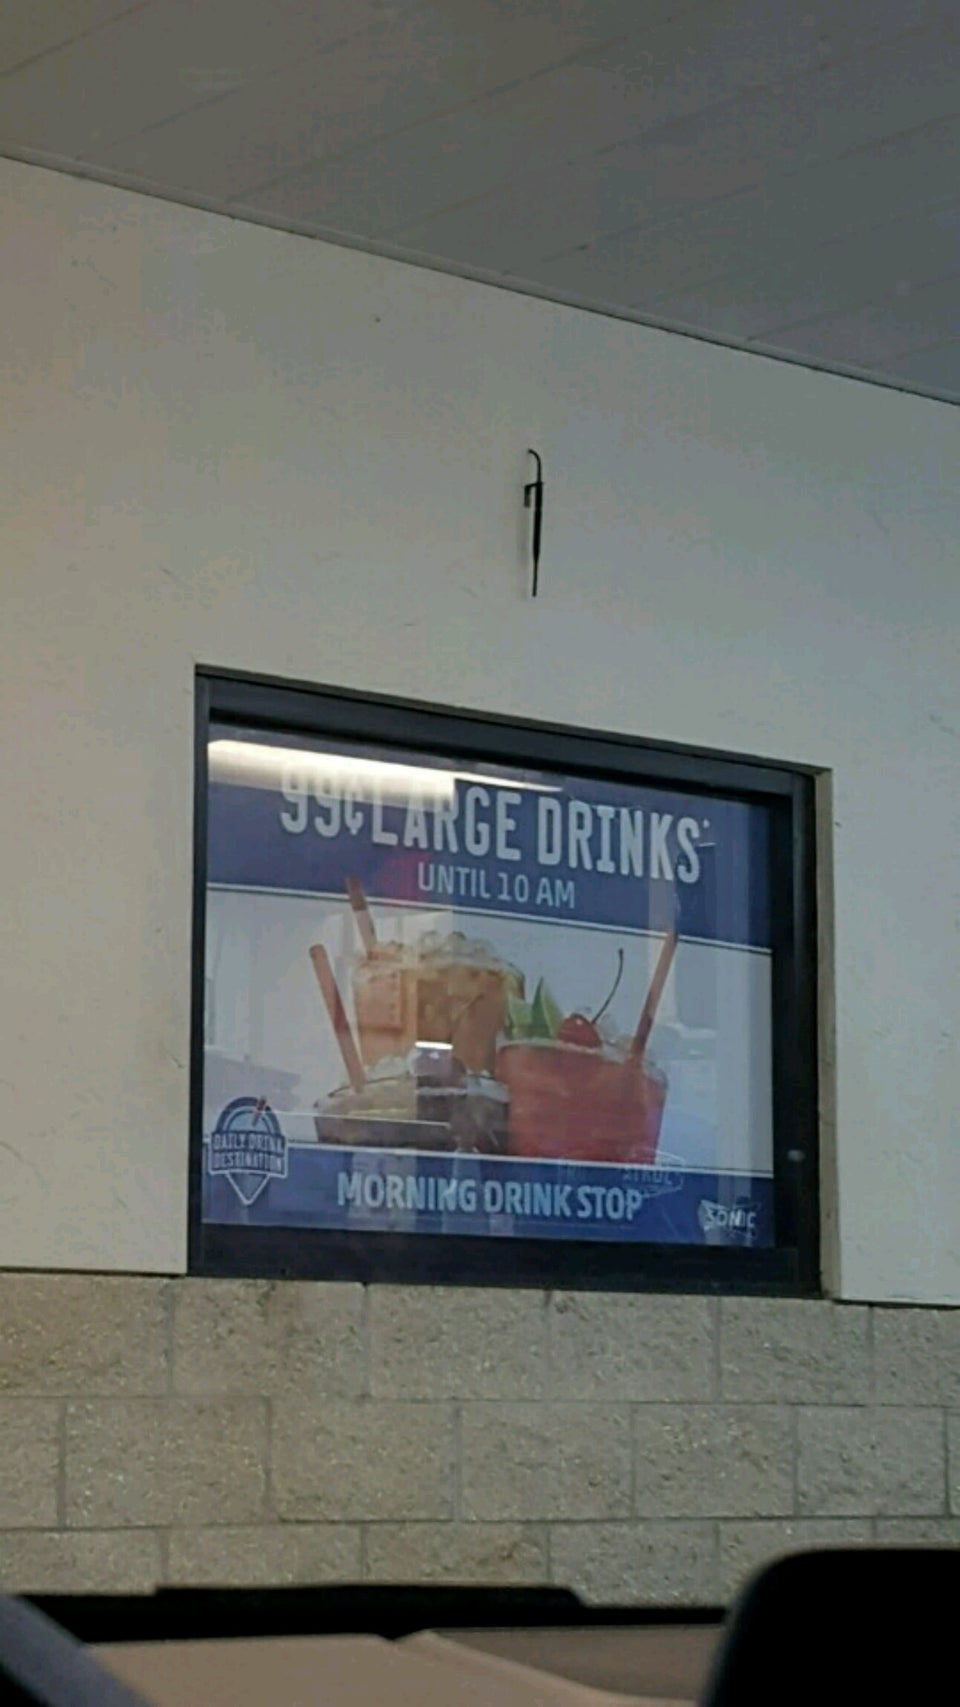 99¢ LARGE DRINKS*
UNTIL 10 AM
DAILY DRINK
DESTINATION
MORNING DRINK STOP
SONIC